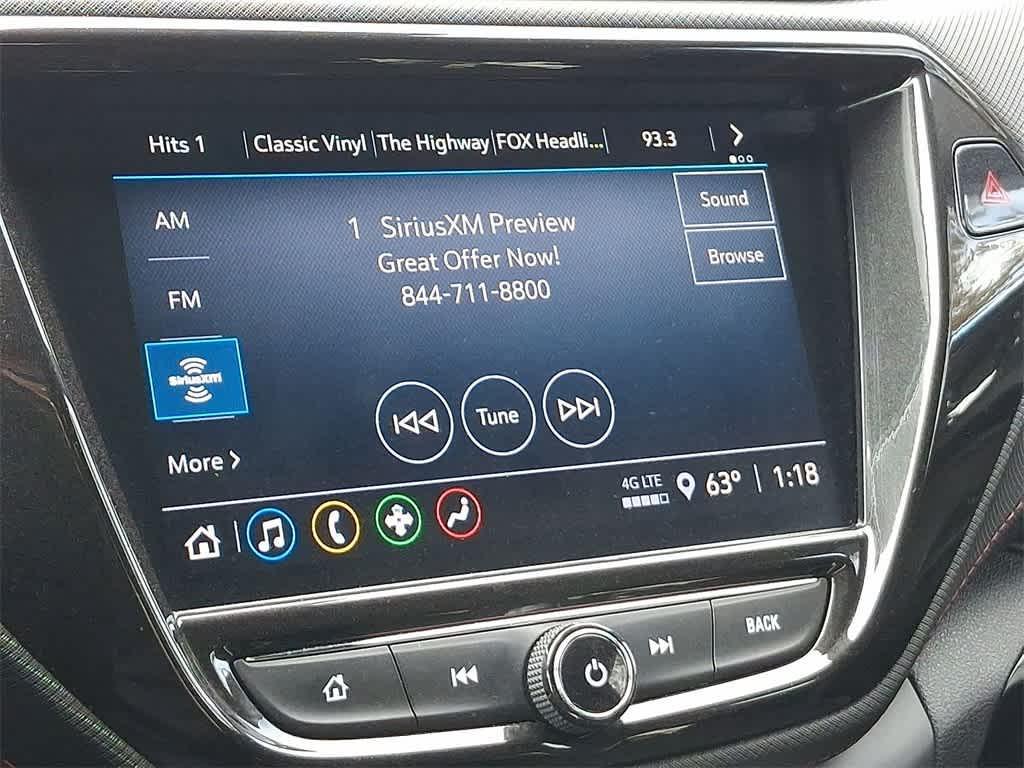 Hits 1
Classic Vinyl
The Highway
FOX Headli...
93.3
AM
FM
SiriusXM
More
1 SiriusXM Preview
Great Offer Now!
844-711-8800
Sound
Browse
Tune
4G LTE
63°
1:18
BACK